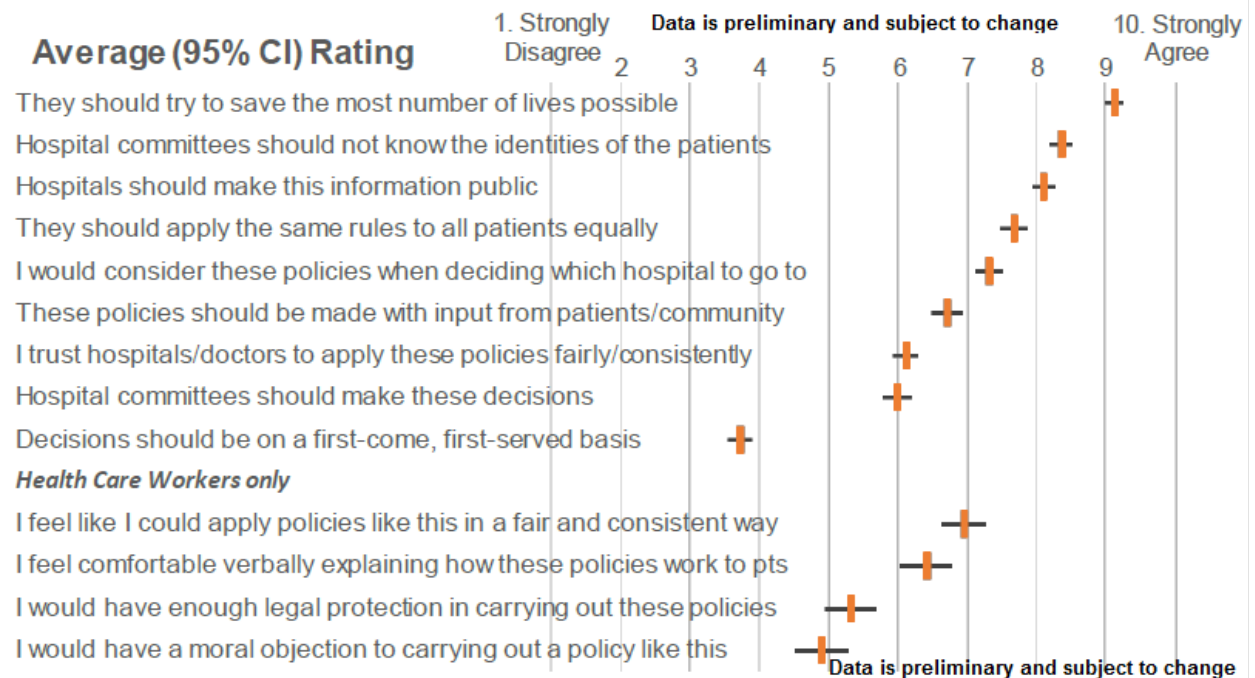 1. Strongly Disagree
Data is preliminary and subject to change
10. Strongly Agree
Average (95% CI) Rating
2 3 4 5 6 7 8 9
They should try to save the most number of lives possible
Hospital committees should not know the identities of the patients
Hospitals should make this information public
They should apply the same rules to all patients equally
I would consider these policies when deciding which hospital to go to
These policies should be made with input from patients/community
I trust hospitals/doctors to apply these policies fairly/consistently
Hospital committees should make these decisions
Decisions should be on a first-come, first-served basis
Health Care Workers only
I feel like I could apply policies like this in a fair and consistent way
I feel comfortable verbally explaining how these policies work to pts
I would have enough legal protection in carrying out these policies
I would have a moral objection to carrying out a policy like this
Data is preliminary and subject to change